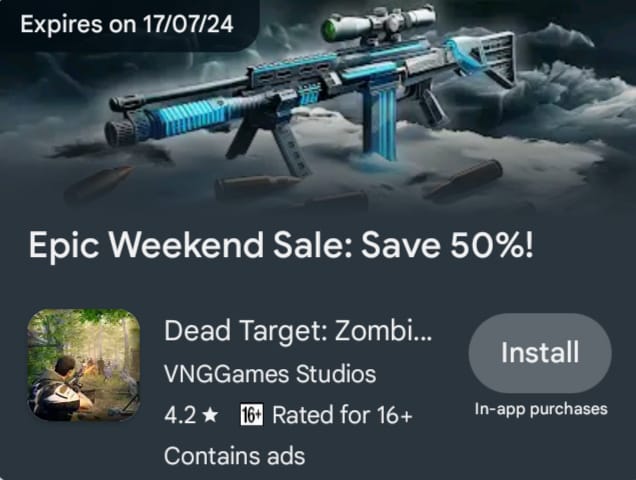 Expires on 17/07/24
Epic Weekend Sale: Save 50%!
Dead Target: Zombi...
VNGGames Studios
Install
4.2★ 16+ Rated for 16+
In-app purchases
Contains ads